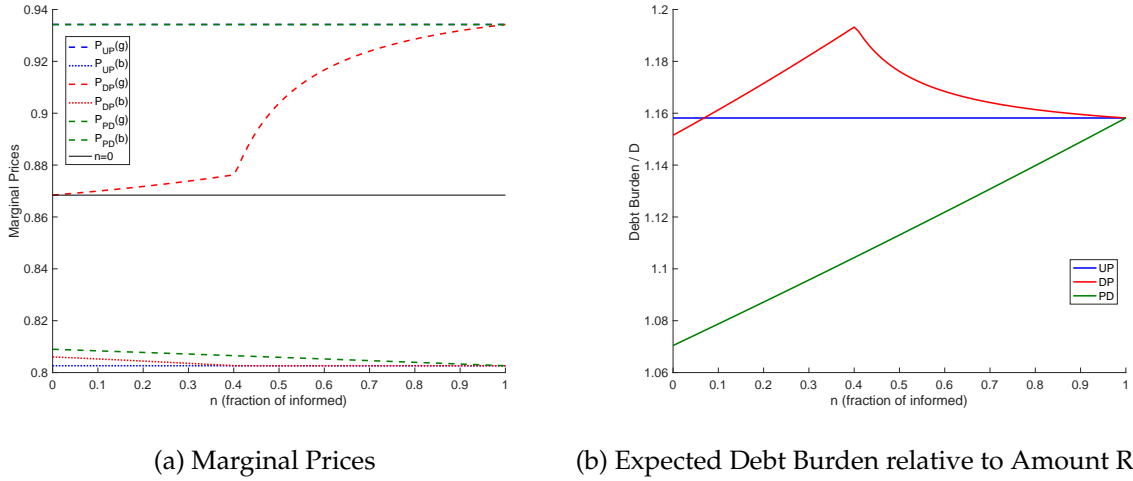 0.94
0.92
0.9
0.88
0.86
0.84
0.82
0.8
Marginal Prices
P_UP(g)
P_UP(b)
P_DP(g)
P_DP(b)
P_PD(g)
P_PD(b)
n=0
0 0.1 0.2 0.3 0.4 0.5 0.6 0.7 0.8 0.9 1
n (fraction of informed)
(a) Marginal Prices
1.2
1.18
1.16
1.14
1.12
1.1
1.08
1.06
Debt Burden / D
UP
DP
PD
0 0.1 0.2 0.3 0.4 0.5 0.6 0.7 0.8 0.9 1
n (fraction of informed)
(b) Expected Debt Burden relative to Amount R